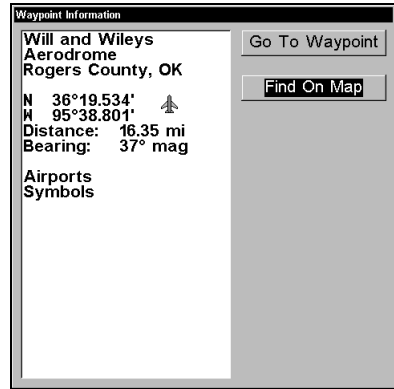 Waypoint Information
Will and Wileys
Aerodrome
Rogers County, OK
N 36°19.534'
W 95°38.801'
Distance: 16.35 mi
Bearing: 37° mag
Airports
Symbols
Go To Waypoint
Find On Map